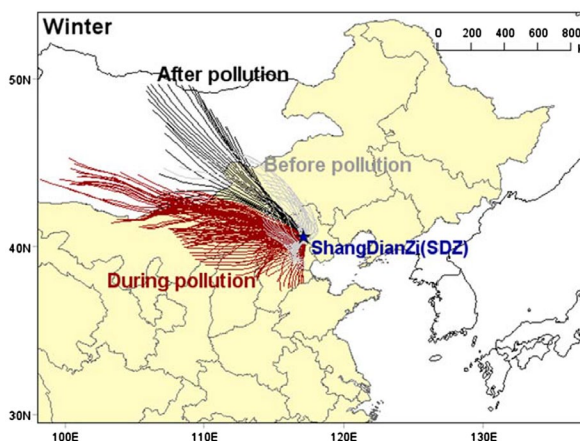 Winter
0 200 400 600 800
50N
After pollution
Before pollution
40N
ShangDianZi(SDZ)
During pollution
30N
100E 110E 120E 130E